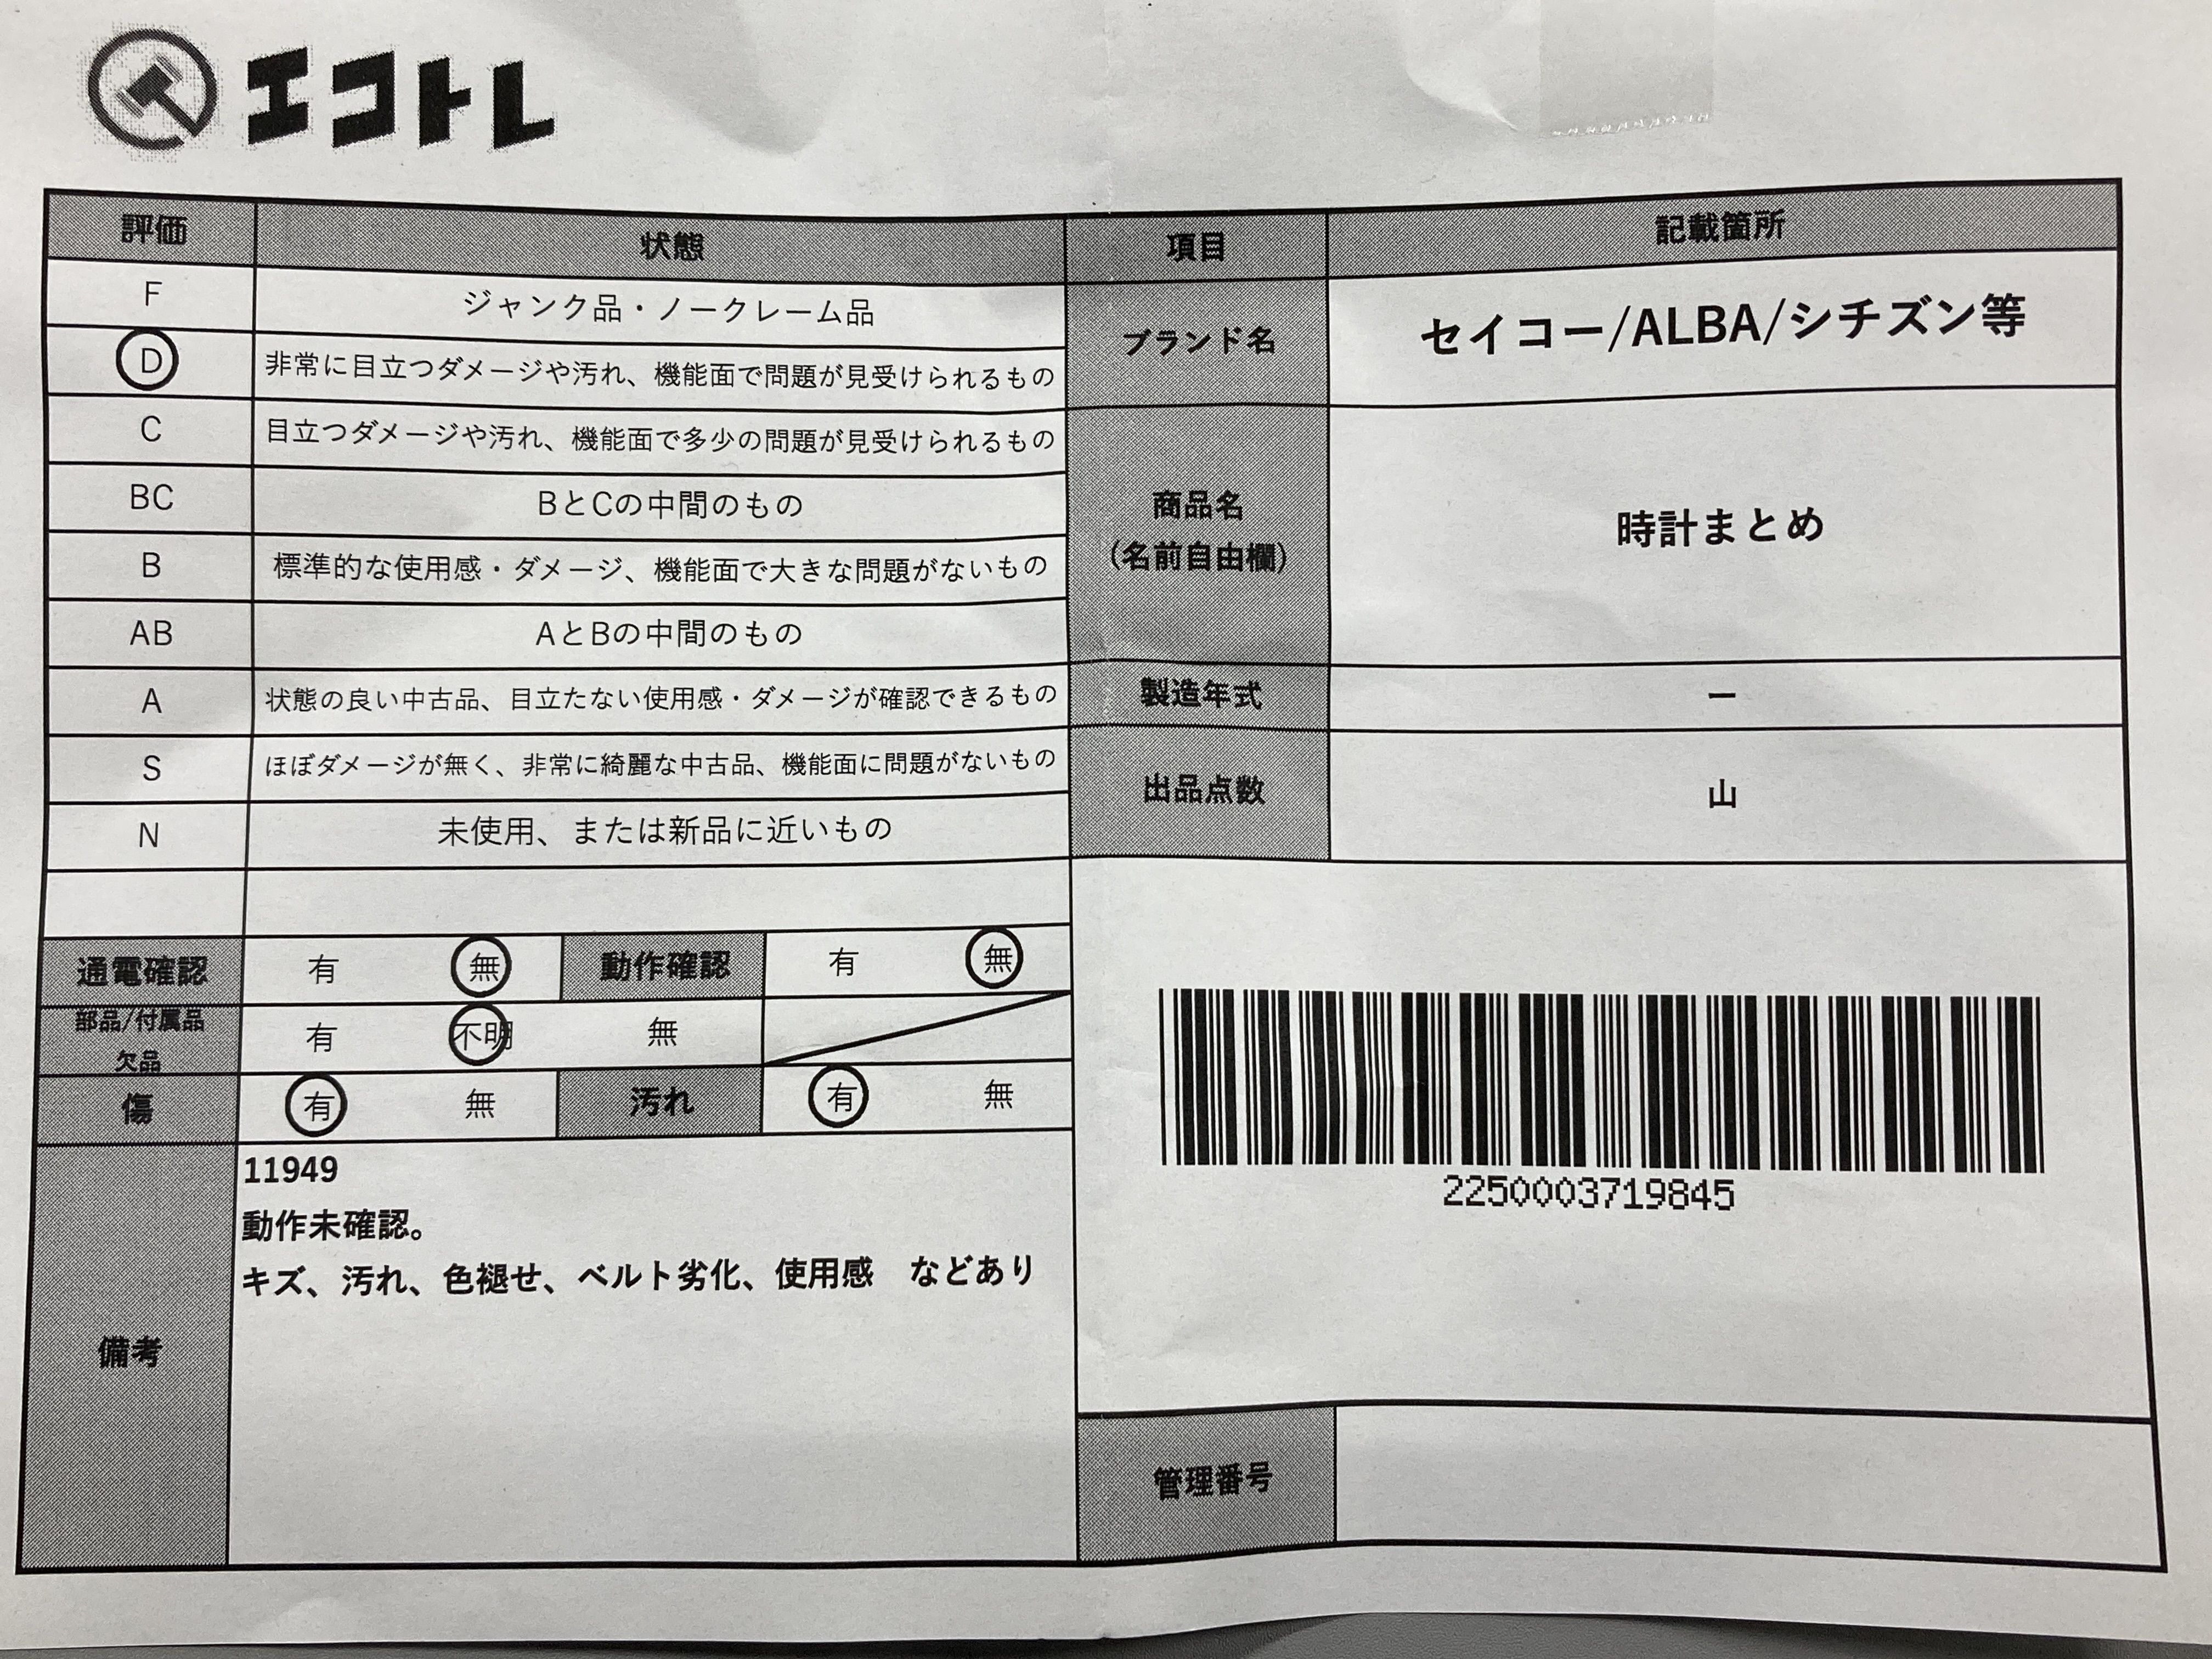 エコトレ
評価 状態 項目 記載箇所
F ジャンク品・ノークレーム品
D 非常に目立つダメージや汚れ、機能面で問題が見受けられるもの
C 目立つダメージや汚れ、機能面で多少の問題が見受けられるもの
BC BとCの中間のもの
B 標準的な使用感・ダメージ、機能面で大きな問題がないもの
AB AとBの中間のもの
A 状態の良い中古品、目立たない使用感・ダメージが確認できるもの
S ほぼダメージが無く、非常に綺麗な中古品、機能面に問題がないもの
N 未使用、または新品に近いもの
ブランド名 セイコー/ALBA/シチズン等
商品名
(名前自由欄)
時計まとめ
製造年式 ー
出品点数 山
通電確認 有 無 動作確認 有 無
部品/付属品
欠品
有 不明 無
傷 有 無 汚れ 有 無
備考
11949
動作未確認。
キズ、汚れ、色褪せ、ベルト劣化、使用感　などあり
2250003719845
管理番号